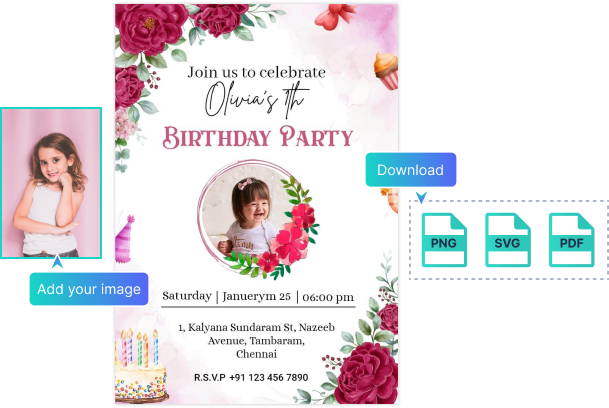 Join us to celebrate
Olivia's 1th
BIRTHDAY PARTY
Download
PNG
SVG
PDF
Add your image
Saturday | Januerym 25 | 06:00 pm
1, Kalyana Sundaram St, Nazeeb
Avenue, Tambaram,
Chennai
R.S.V.P +91 123 456 7890